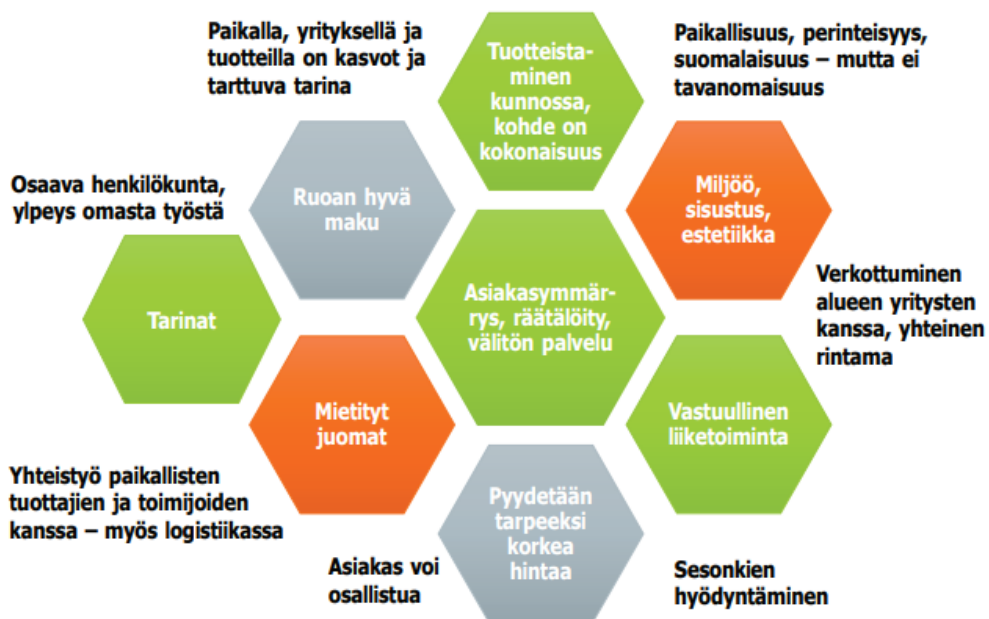 Paikalla, yrityksellä ja
tuotteilla on kasvot ja
tarttuva tarina
Tuotteista-
minen
kunnossa,
kohde on
kokonaisuus
Paikallisuus, perinteisyys,
suomalaisuus – mutta ei
tavanomaisuus
Osaava henkilökunta,
ylpeys omasta työstä
Ruoan hyvä
maku
Miljöö,
sisustus,
estetiikka
Tarinat
Asiakasymmär-
rys, räätälöity,
välitön palvelu
Verkottuminen
alueen yritysten
kanssa, yhteinen
rintama
Mietityt
juomat
Vastuullinen
liiketoiminta
Yhteistyö paikallisten
tuottajien ja toimijoiden
kanssa – myös logistiikassa
Pyydetään
tarpeeksi
korkea
hintaa
Asiakas voi
osallistua
Sesonkien
hyödyntäminen